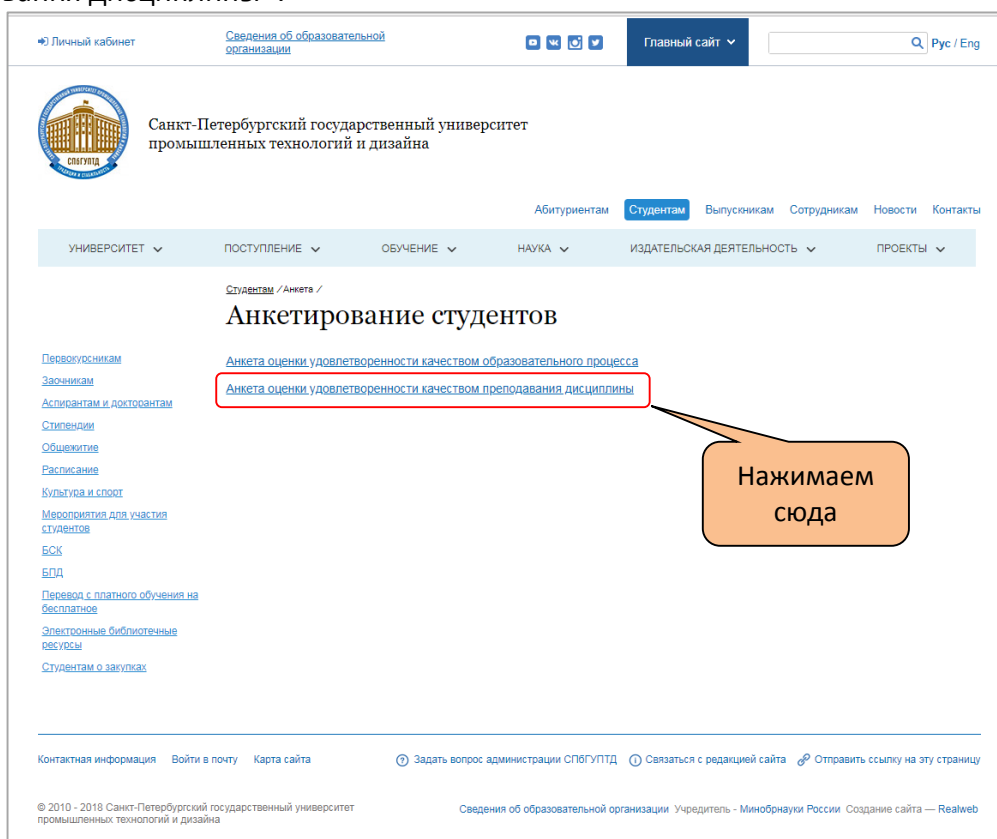 вания дисциплины".
Личный кабинет
Сведения об образовательной
организации
Главный сайт
Рус / Eng
СПбГУПТД
Санкт-Петербургский государственный университет
промышленных технологий и дизайна
Абитуриентам Студентам Выпускникам Сотрудникам Новости Контакты
УНИВЕРСИТЕТ ПОСТУПЛЕНИЕ ОБУЧЕНИЕ НАУКА ИЗДАТЕЛЬСКАЯ ДЕЯТЕЛЬНОСТЬ ПРОЕКТЫ
Студентам / Анкета /
Анкетирование студентов
Анкета оценки удовлетворенности качеством образовательного процесса
Анкета оценки удовлетворенности качеством преподавания дисциплины
Нажимаем
сюда
Первокурсникам
Заочникам
Аспирантам и докторантам
Стипендии
Общежитие
Расписание
Культура и спорт
Мероприятия для участия
студентов
БСК
БПД
Перевод с платного обучения на
бесплатное
Электронные библиотечные
ресурсы
Студентам о закупках
Контактная информация Войти в почту Карта сайта Задать вопрос администрации СПбГУПТД Связаться с редакцией сайта Отправить ссылку на эту страницу
© 2010 - 2018 Санкт-Петербургский государственный университет
промышленных технологий и дизайна
Сведения об образовательной организации Учредитель - Минобрнауки России Создание сайта — Realweb